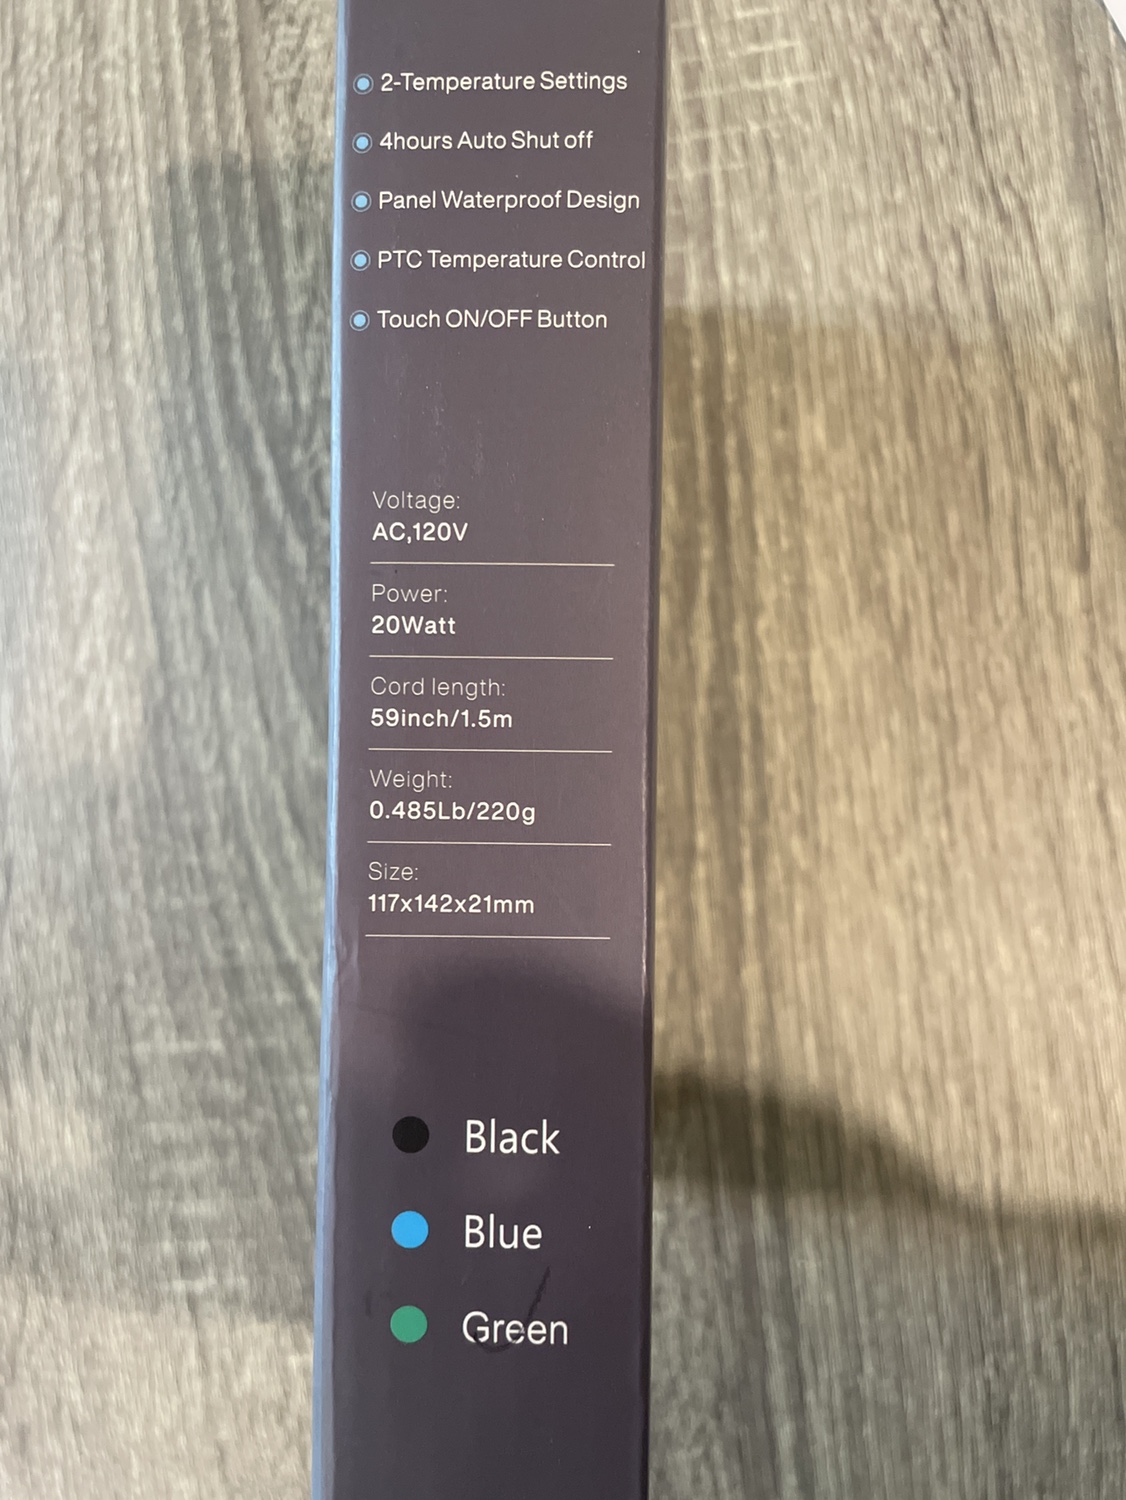 2-Temperature Settings
4hours Auto Shut off
Panel Waterproof Design
PTC Temperature Control
Touch ON/OFF Button
Voltage:
AC,120V
Power:
20Watt
Cord length:
59inch/1.5m
Weight:
0.485Lb/220g
Size:
117x142x21mm
Black
Blue
Green